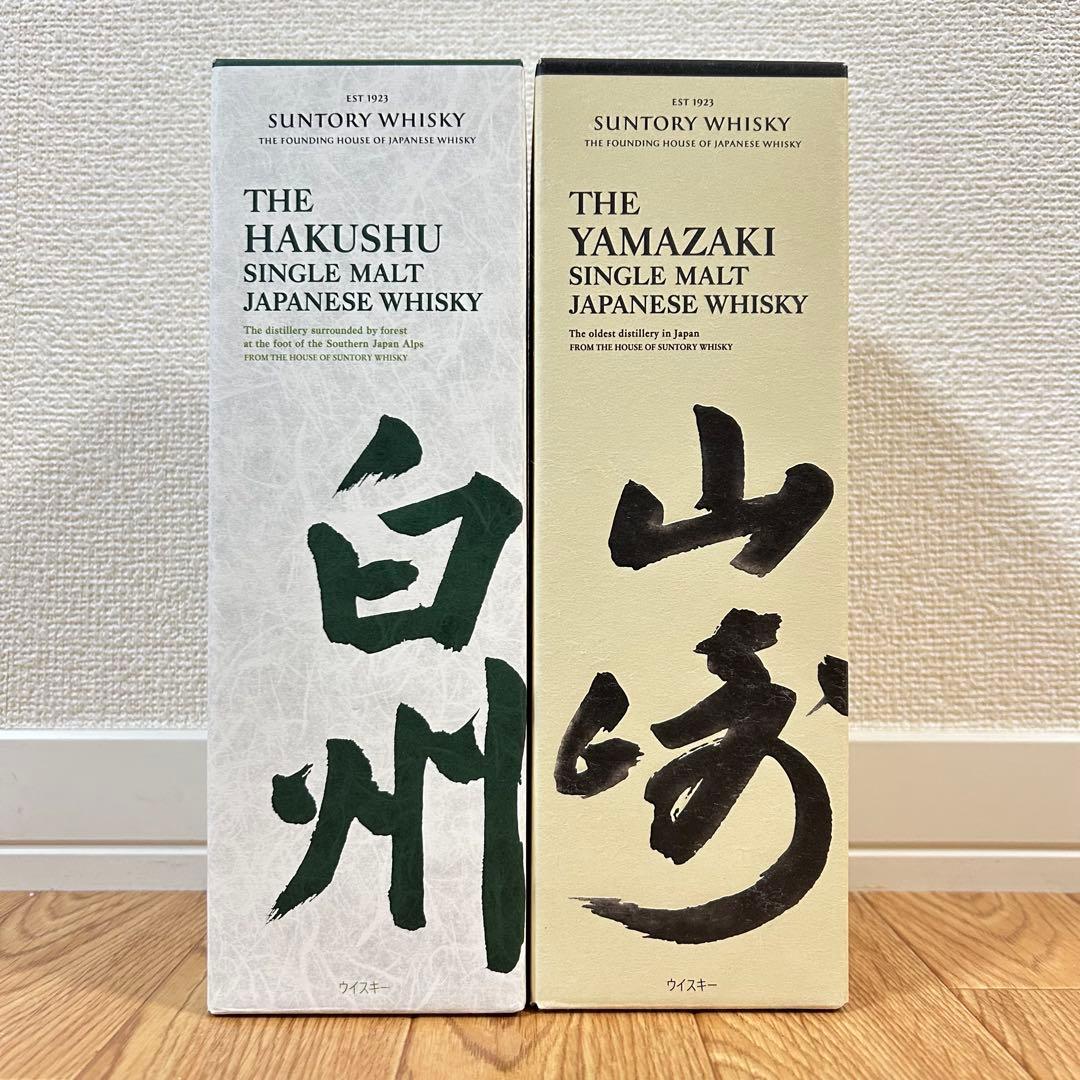 EST 1923
SUNTORY WHISKY
THE FOUNDING HOUSE OF JAPANESE WHISKY
THE
HAKUSHU
SINGLE MALT
JAPANESE WHISKY
The distillery surrounded by forest
at the foot of the Southern Japan Alps
FROM THE HOUSE OF SUNTORY WHISKY
白州
ウイスキー
EST 1923
SUNTORY WHISKY
THE FOUNDING HOUSE OF JAPANESE WHISKY
THE
YAMAZAKI
SINGLE MALT
JAPANESE WHISKY
The oldest distillery in Japan
FROM THE HOUSE OF SUNTORY WHISKY
山崎
ウイスキー